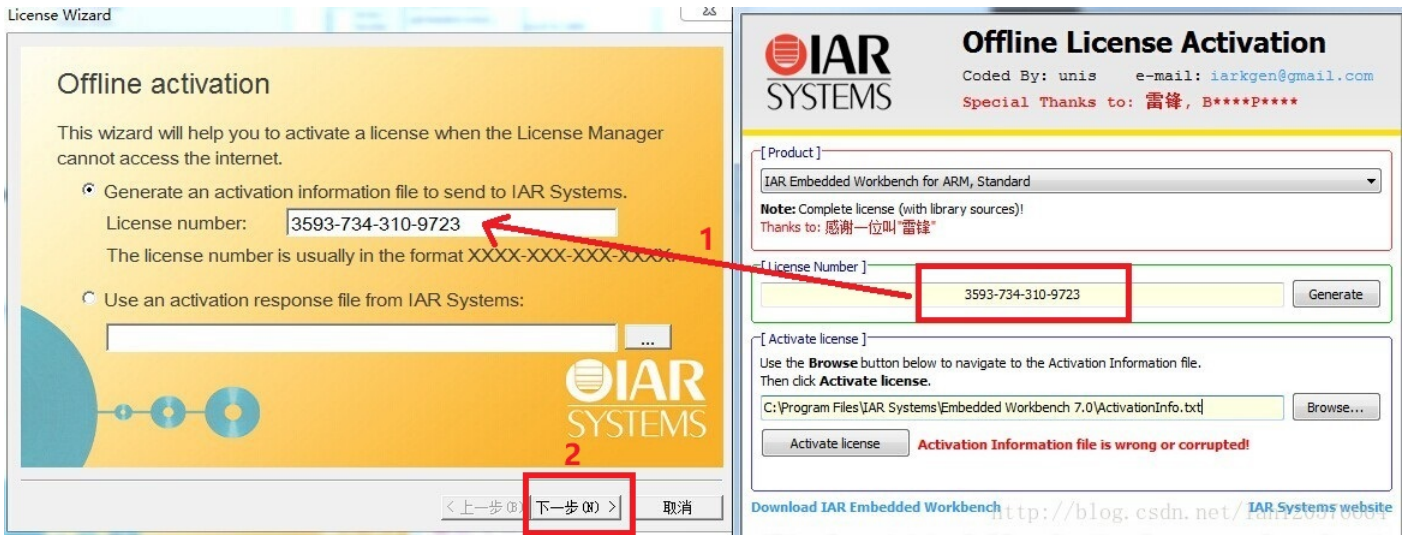 License Wizard
Offline activation
This wizard will help you to activate a license when the License Manager
cannot access the internet.
Generate an activation information file to send to IAR Systems.
License number:
3593-734-310-9723
The license number is usually in the format XXXX-XXX-XXX-XXXX.
Use an activation response file from IAR Systems:
...
IAR
SYSTEMS
2
<上一步(B)
下一步(N) >
取消
1
IAR
SYSTEMS
Offline License Activation
Coded By: unis e-mail: iarkgen@gmail.com
Special Thanks to: 雷锋, B****P****
[ Product ]
IAR Embedded Workbench for ARM, Standard
Note: Complete license (with library sources)!
Thanks to: 感谢一位叫"雷锋"
[ License Number ]
3593-734-310-9723
Generate
[ Activate license ]
Use the Browse button below to navigate to the Activation Information file.
Then click Activate license.
C:\Program Files\IAR Systems\Embedded Workbench 7.0\ActivationInfo.txt
Browse...
Activate license
Activation Information file is wrong or corrupted!
Download IAR Embedded Workbench
IAR Systems website